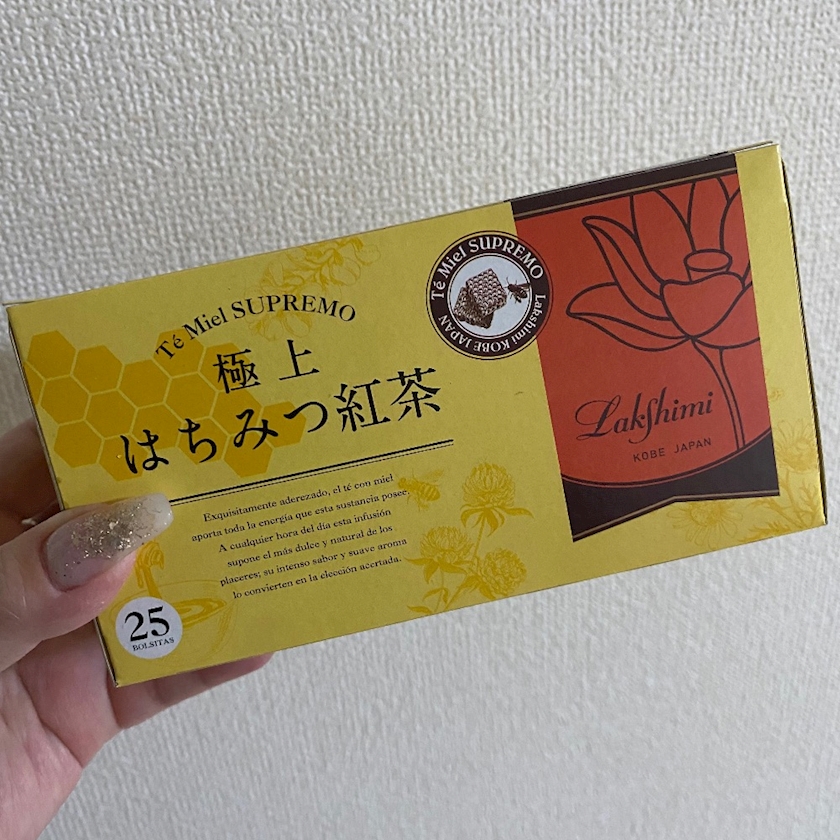 Té Miel SUPREMO
極上
はちみつ紅茶
Exquisitamente aderezado, el té con miel
aporta toda la energía que esta sustancia posee.
A cualquier hora del día esta infusión
supone el más dulce y natural de los
placeres; su intenso sabor y suave aroma
lo convierten en la elección acertada.
25
BOLSITAS
Té Miel SUPREMO
Lakshimi KOBE JAPAN
Lakshimi
KOBE JAPAN